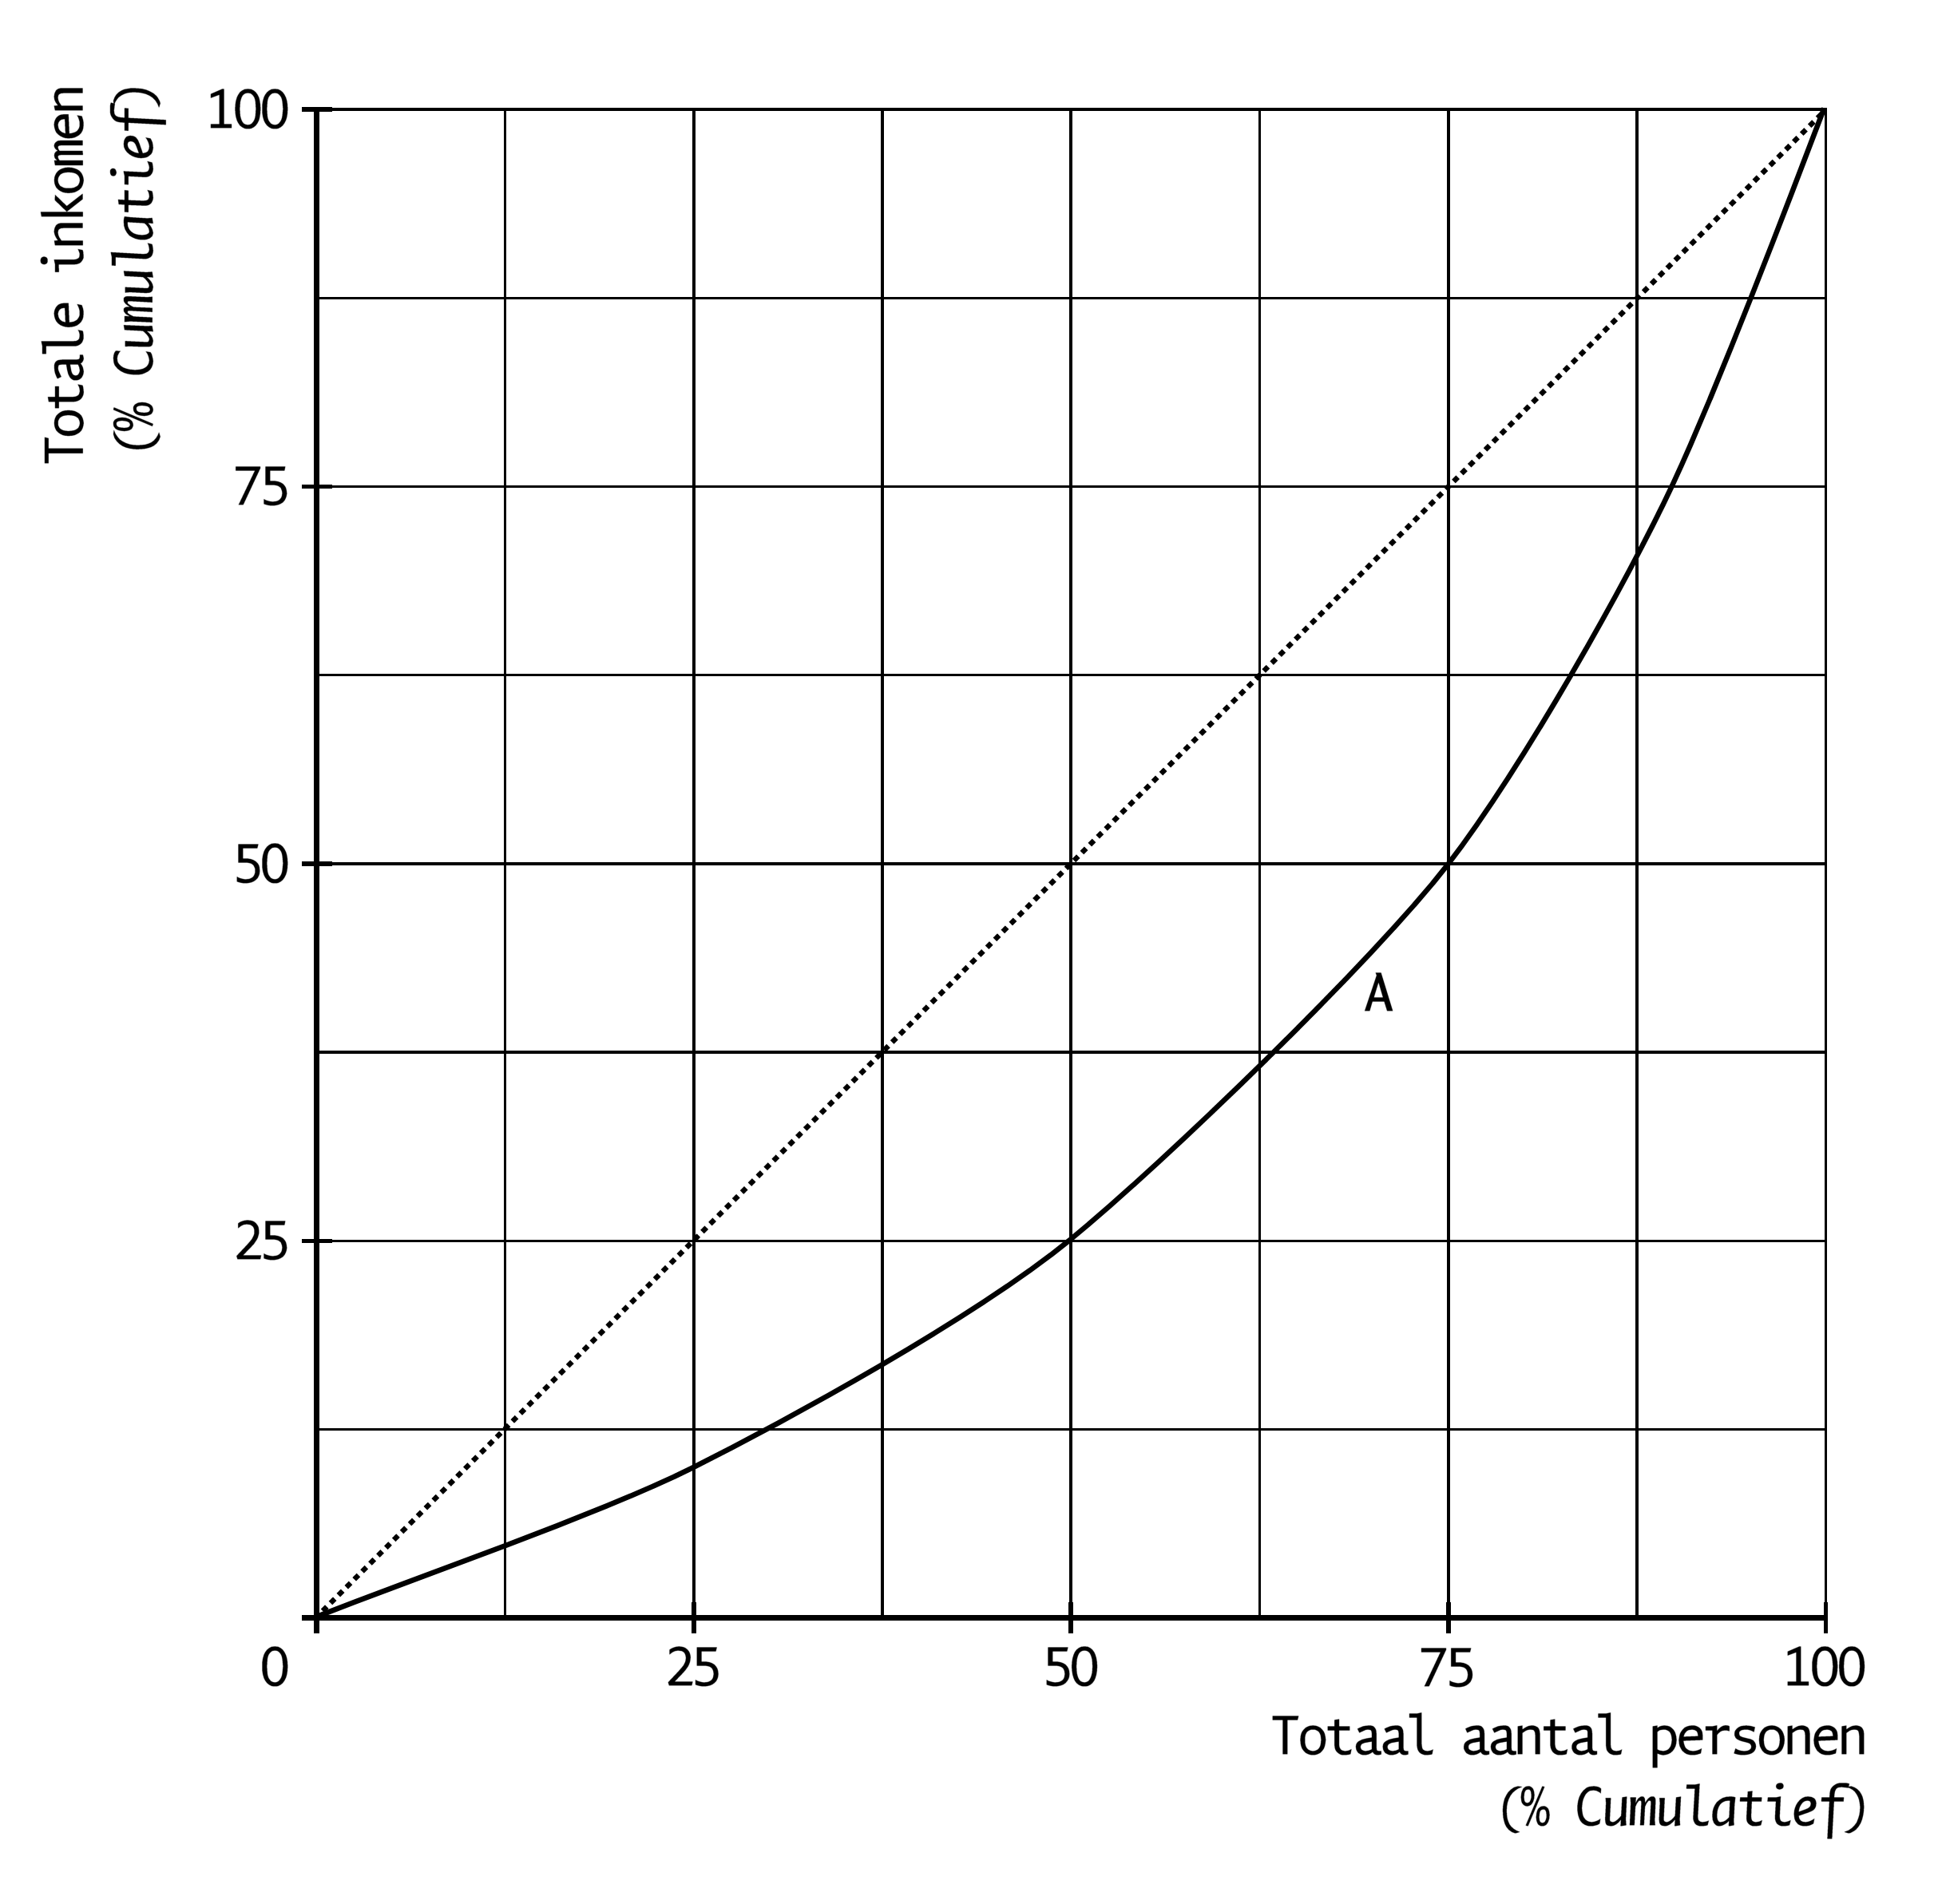 Totale inkomen
(% Cumulatief)
100
75
50
25
A
0
25
50
75
100
Totaal aantal personen
(% Cumulatief)